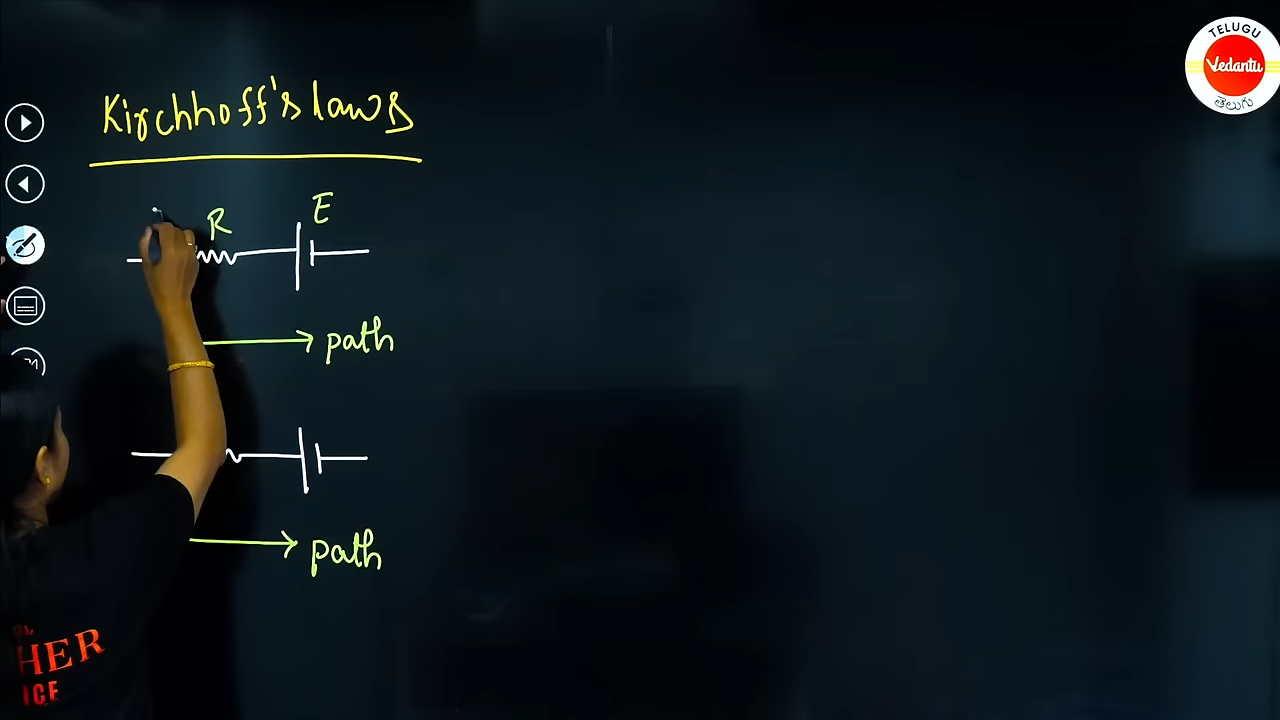 TELUGU
Vedantu
తెలుగు
Kirchhoff's laws
R
E
path
path
HER
ICE